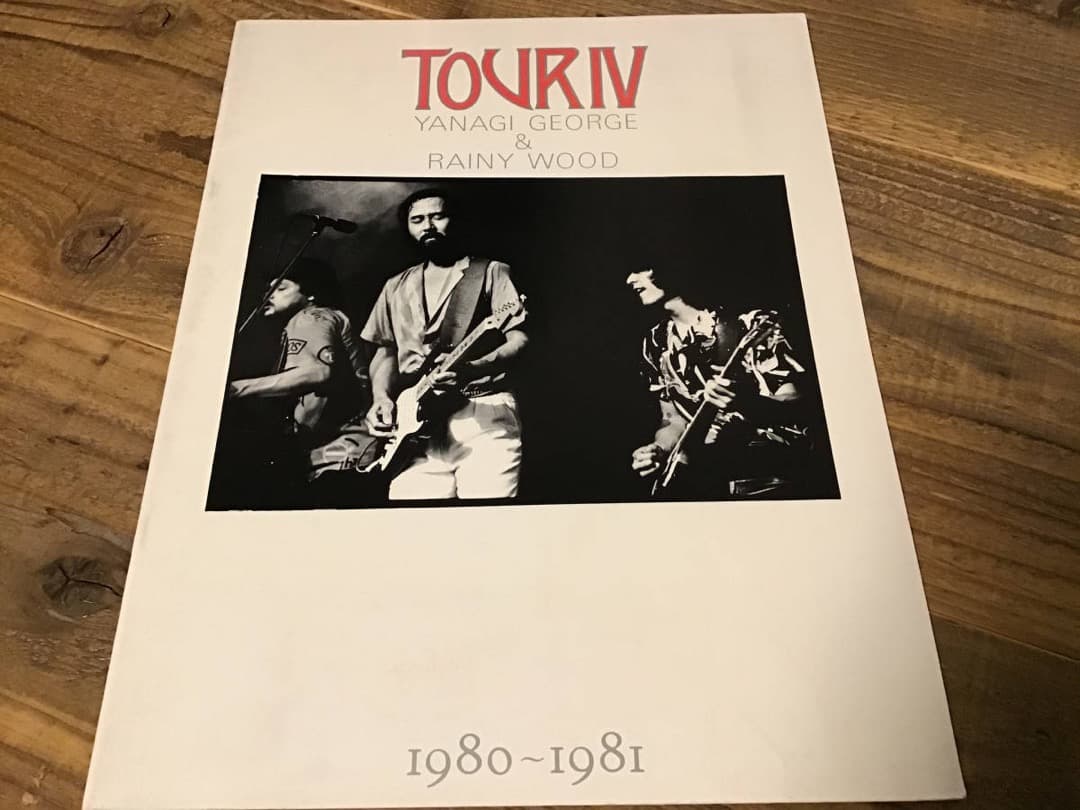 TOUR IV
YANAGI GEORGE
&
RAINY WOOD
1980~1981